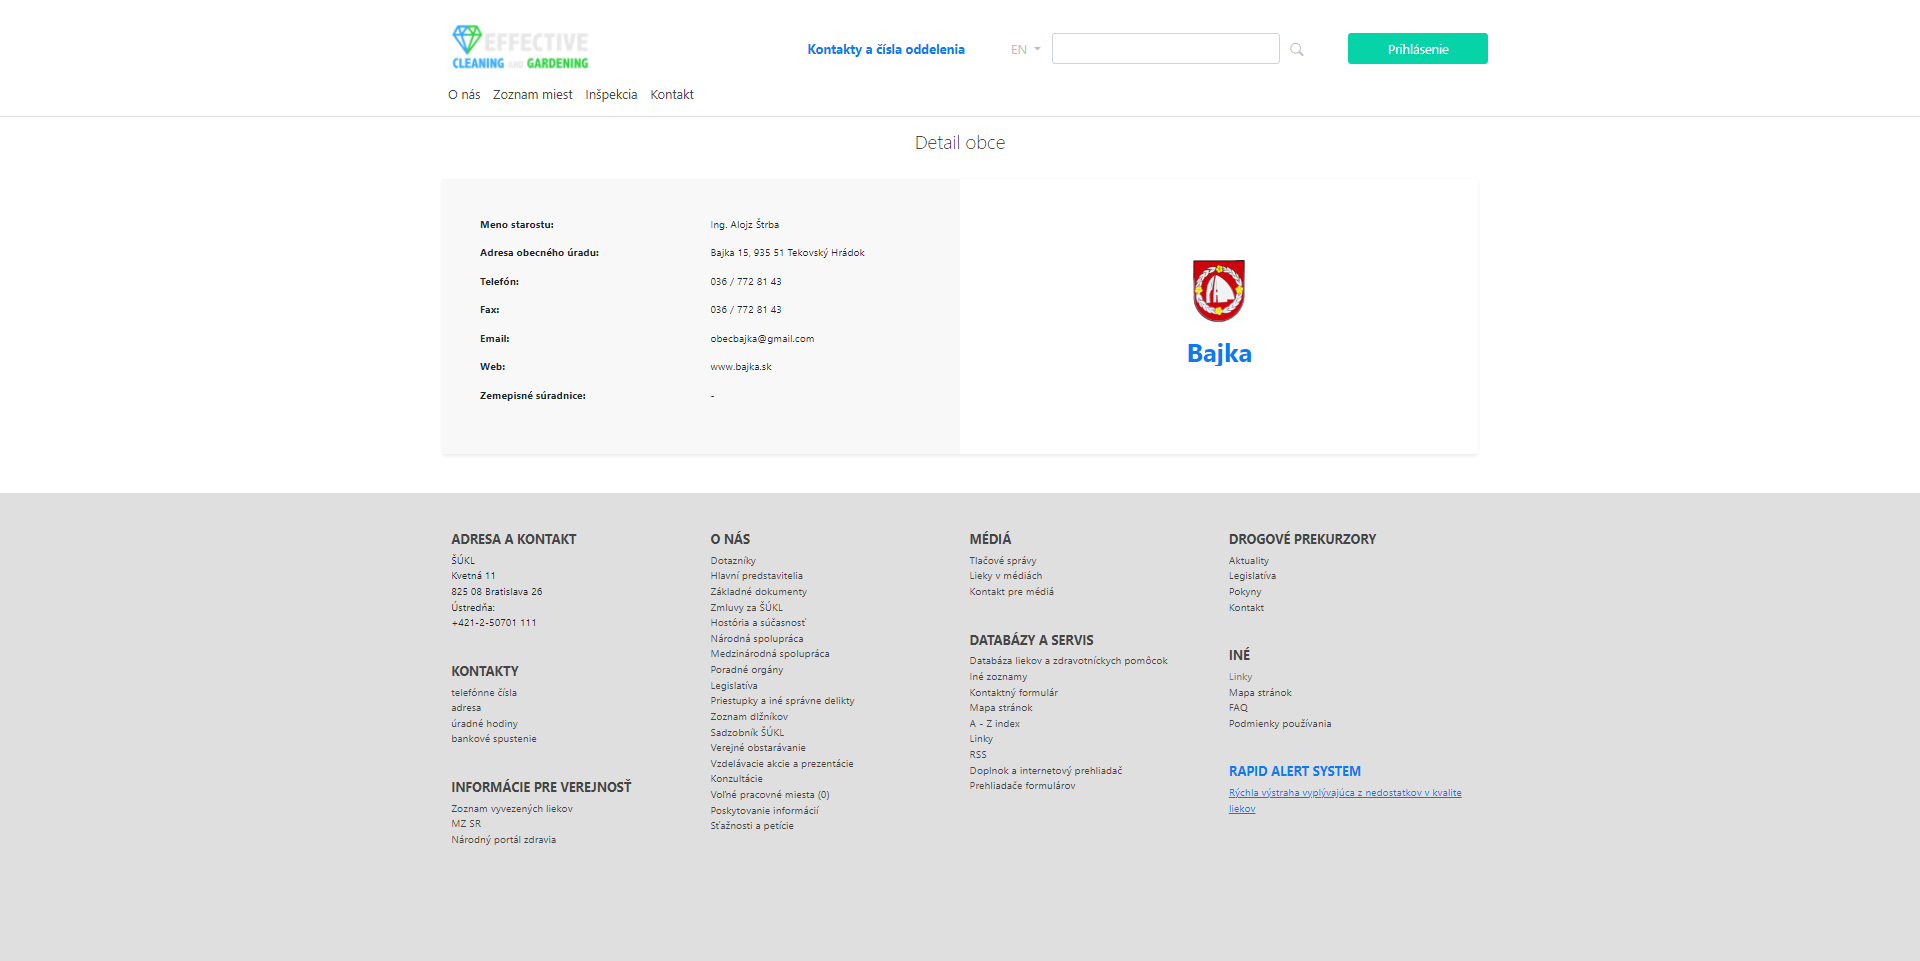 EFFECTIVE
CLEANING AND GARDENING
Kontakty a čísla oddelenia
EN
Prihlásenie
O nás
Zoznam miest
Inšpekcia
Kontakt
Detail obce
Meno starostu:
Ing. Alojz Štrba
Adresa obecného úradu:
Bajka 15, 935 51 Tekovský Hrádok
Telefón:
036 / 772 81 43
Fax:
036 / 772 81 43
Email:
obecbajka@gmail.com
Web:
www.bajka.sk
Zemepisné súradnice:
-
Bajka
ADRESA A KONTAKT
ŠÚKL
Kvetná 11
825 08 Bratislava 26
Ústredňa:
+421-2-50701 111
KONTAKTY
telefónne čísla
adresa
úradné hodiny
bankové spustenie
INFORMÁCIE PRE VEREJNOSŤ
Zoznam vyvezených liekov
MZ SR
Národný portál zdravia
O NÁS
Dotazníky
Hlavní predstavitelia
Základné dokumenty
Zmluvy za ŠÚKL
Hostória a súčasnosť
Národná spolupráca
Medzinárodná spolupráca
Poradné orgány
Legislatíva
Priestupky a iné správne delikty
Zoznam dlžníkov
Sadzobník ŠÚKL
Verejné obstarávanie
Vzdelávacie akcie a prezentácie
Konzultácie
Voľné pracovné miesta (0)
Poskytovanie informácií
Sťažnosti a petície
MÉDIÁ
Tlačové správy
Lieky v médiách
Kontakt pre médiá
DATABÁZY A SERVIS
Databáza liekov a zdravotníckych pomôcok
Iné zoznamy
Kontaktný formulár
Mapa stránok
A - Z index
Linky
RSS
Doplnok a internetový prehliadač
Prehliadače formulárov
DROGOVÉ PREKURZORY
Aktuality
Legislatíva
Pokyny
Kontakt
INÉ
Linky
Mapa stránok
FAQ
Podmienky používania
RAPID ALERT SYSTEM
Rýchla výstraha vyplývajúca z nedostatkov v kvalite
liekov